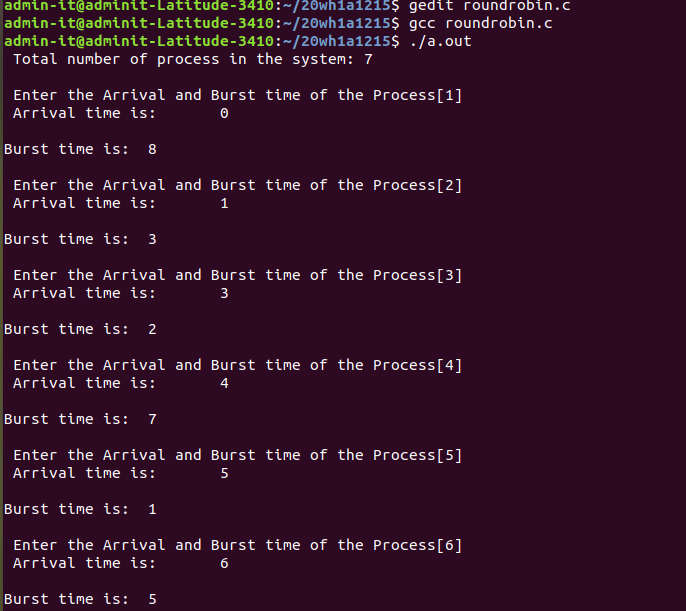 admin-it@adminit-Latitude-3410:~/20wh1a1215$ gedit roundrobin.c
admin-it@adminit-Latitude-3410:~/20wh1a1215$ gcc roundrobin.c
admin-it@adminit-Latitude-3410:~/20wh1a1215$ ./a.out
Total number of process in the system: 7
Enter the Arrival and Burst time of the Process[1]
Arrival time is: 0
Burst time is: 8
Enter the Arrival and Burst time of the Process[2]
Arrival time is: 1
Burst time is: 3
Enter the Arrival and Burst time of the Process[3]
Arrival time is: 3
Burst time is: 2
Enter the Arrival and Burst time of the Process[4]
Arrival time is: 4
Burst time is: 7
Enter the Arrival and Burst time of the Process[5]
Arrival time is: 5
Burst time is: 1
Enter the Arrival and Burst time of the Process[6]
Arrival time is: 6
Burst time is: 5